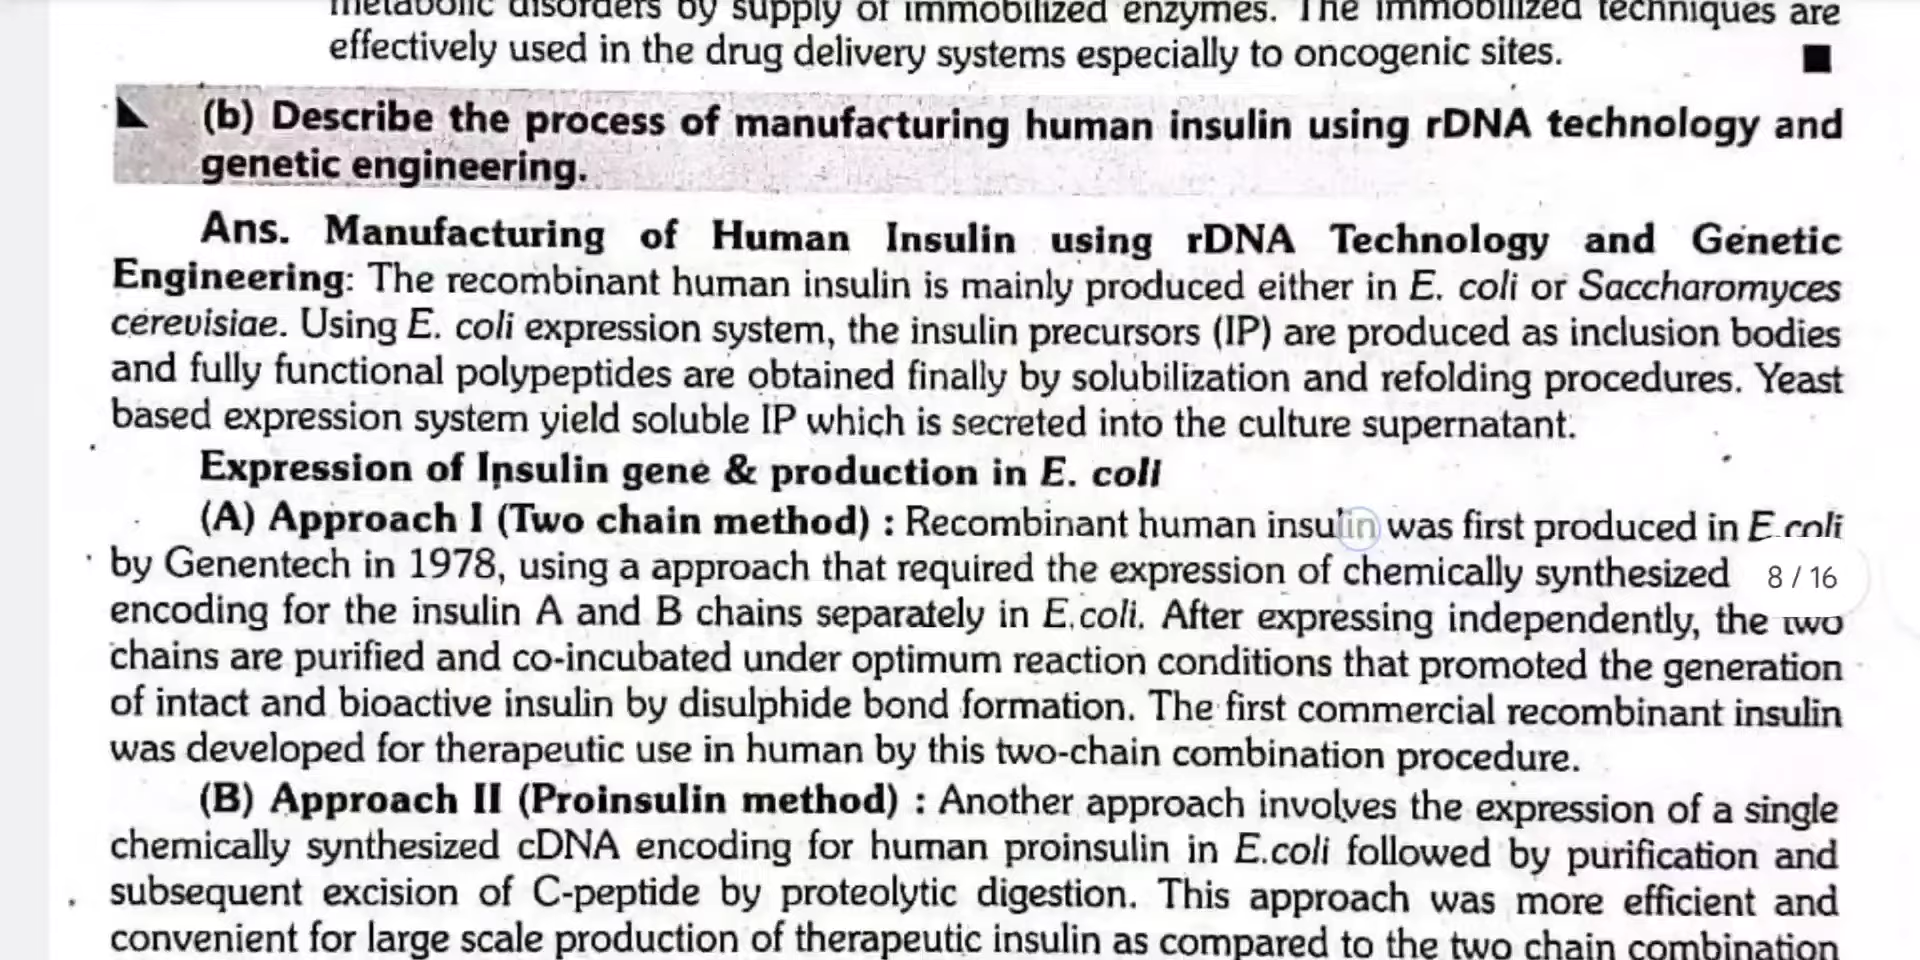 metabolic disorders by supply of immobilized enzymes. The immobilized techniques are
effectively used in the drug delivery systems especially to oncogenic sites.
(b) Describe the process of manufacturing human insulin using rDNA technology and
genetic engineering.
Ans. Manufacturing of Human Insulin using rDNA Technology and Genetic
Engineering: The recombinant human insulin is mainly produced either in E. coli or Saccharomyces
cerevisiae. Using E. coli expression system, the insulin precursors (IP) are produced as inclusion bodies
and fully functional polypeptides are obtained finally by solubilization and refolding procedures. Yeast
based expression system yield soluble IP which is secreted into the culture supernatant.
Expression of Insulin gene & production in E. coli
(A) Approach I (Two chain method) : Recombinant human insulin was first produced in E.coli
by Genentech in 1978, using a approach that required the expression of chemically synthesized
8 / 16
encoding for the insulin A and B chains separately in E.coli. After expressing independently, the two
chains are purified and co-incubated under optimum reaction conditions that promoted the generation
of intact and bioactive insulin by disulphide bond formation. The first commercial recombinant insulin
was developed for therapeutic use in human by this two-chain combination procedure.
(B) Approach II (Proinsulin method) : Another approach involves the expression of a single
chemically synthesized cDNA encoding for human proinsulin in E.coli followed by purification and
subsequent excision of C-peptide by proteolytic digestion. This approach was more efficient and
convenient for large scale production of therapeutic insulin as compared to the two chain combination